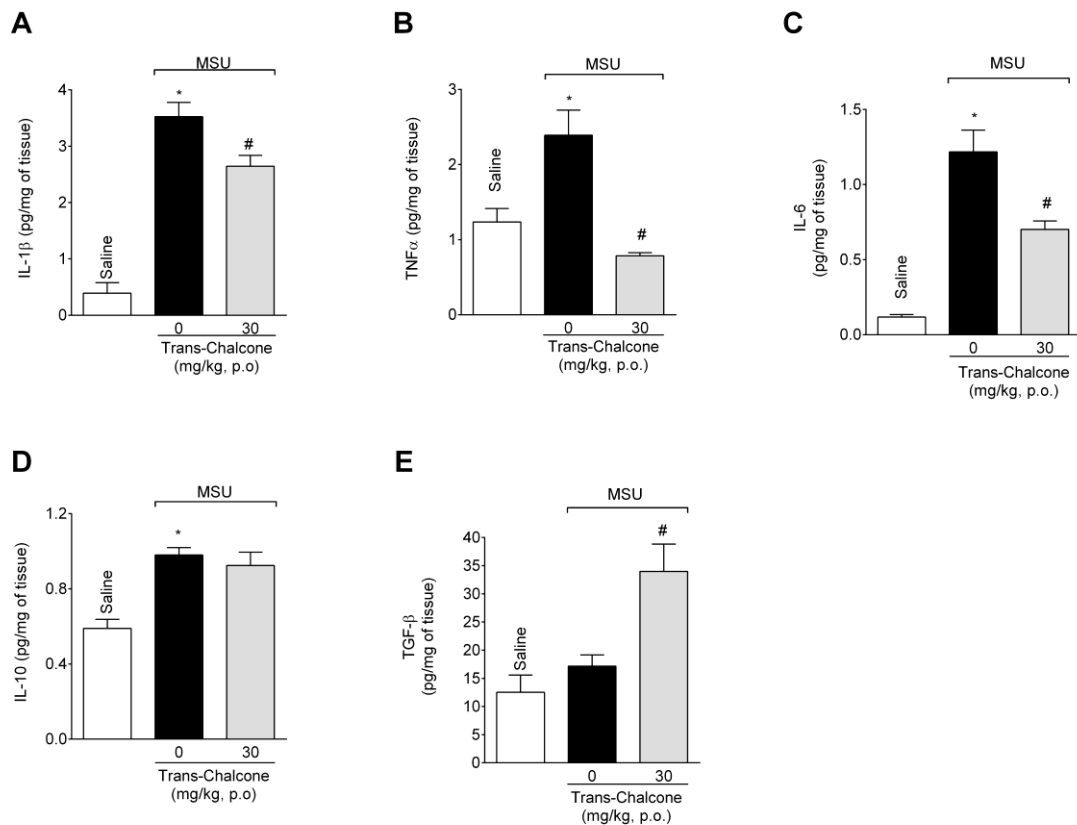 A
MSU
IL-1β (pg/mg of tissue)
4
3
2
1
0
Saline
*
#
0 30
Trans-Chalcone
(mg/kg, p.o)
B
MSU
TNFα (pg/mg of tissue)
3
2
1
0
Saline
*
#
0 30
Trans-Chalcone
(mg/kg, p.o.)
C
MSU
IL-6
(pg/mg of tissue)
1.5
1.0
0.5
0.0
Saline
*
#
0 30
Trans-Chalcone
(mg/kg, p.o.)
D
MSU
IL-10 (pg/mg of tissue)
1.2
0.8
0.4
0.0
Saline
*
0 30
Trans-Chalcone
(mg/kg, p.o)
E
MSU
TGF-β
(pg/mg of tissue)
40
35
30
25
20
15
10
5
0
Saline
#
0 30
Trans-Chalcone
(mg/kg, p.o.)